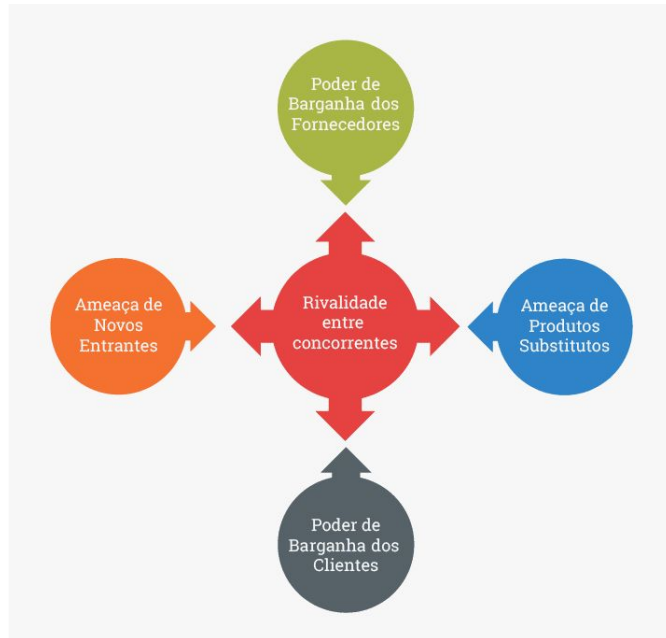 Poder de
Barganha dos
Fornecedores
Ameaça de
Novos
Entrantes
Rivalidade
entre
concorrentes
Ameaça de
Produtos
Substitutos
Poder de
Barganha dos
Clientes